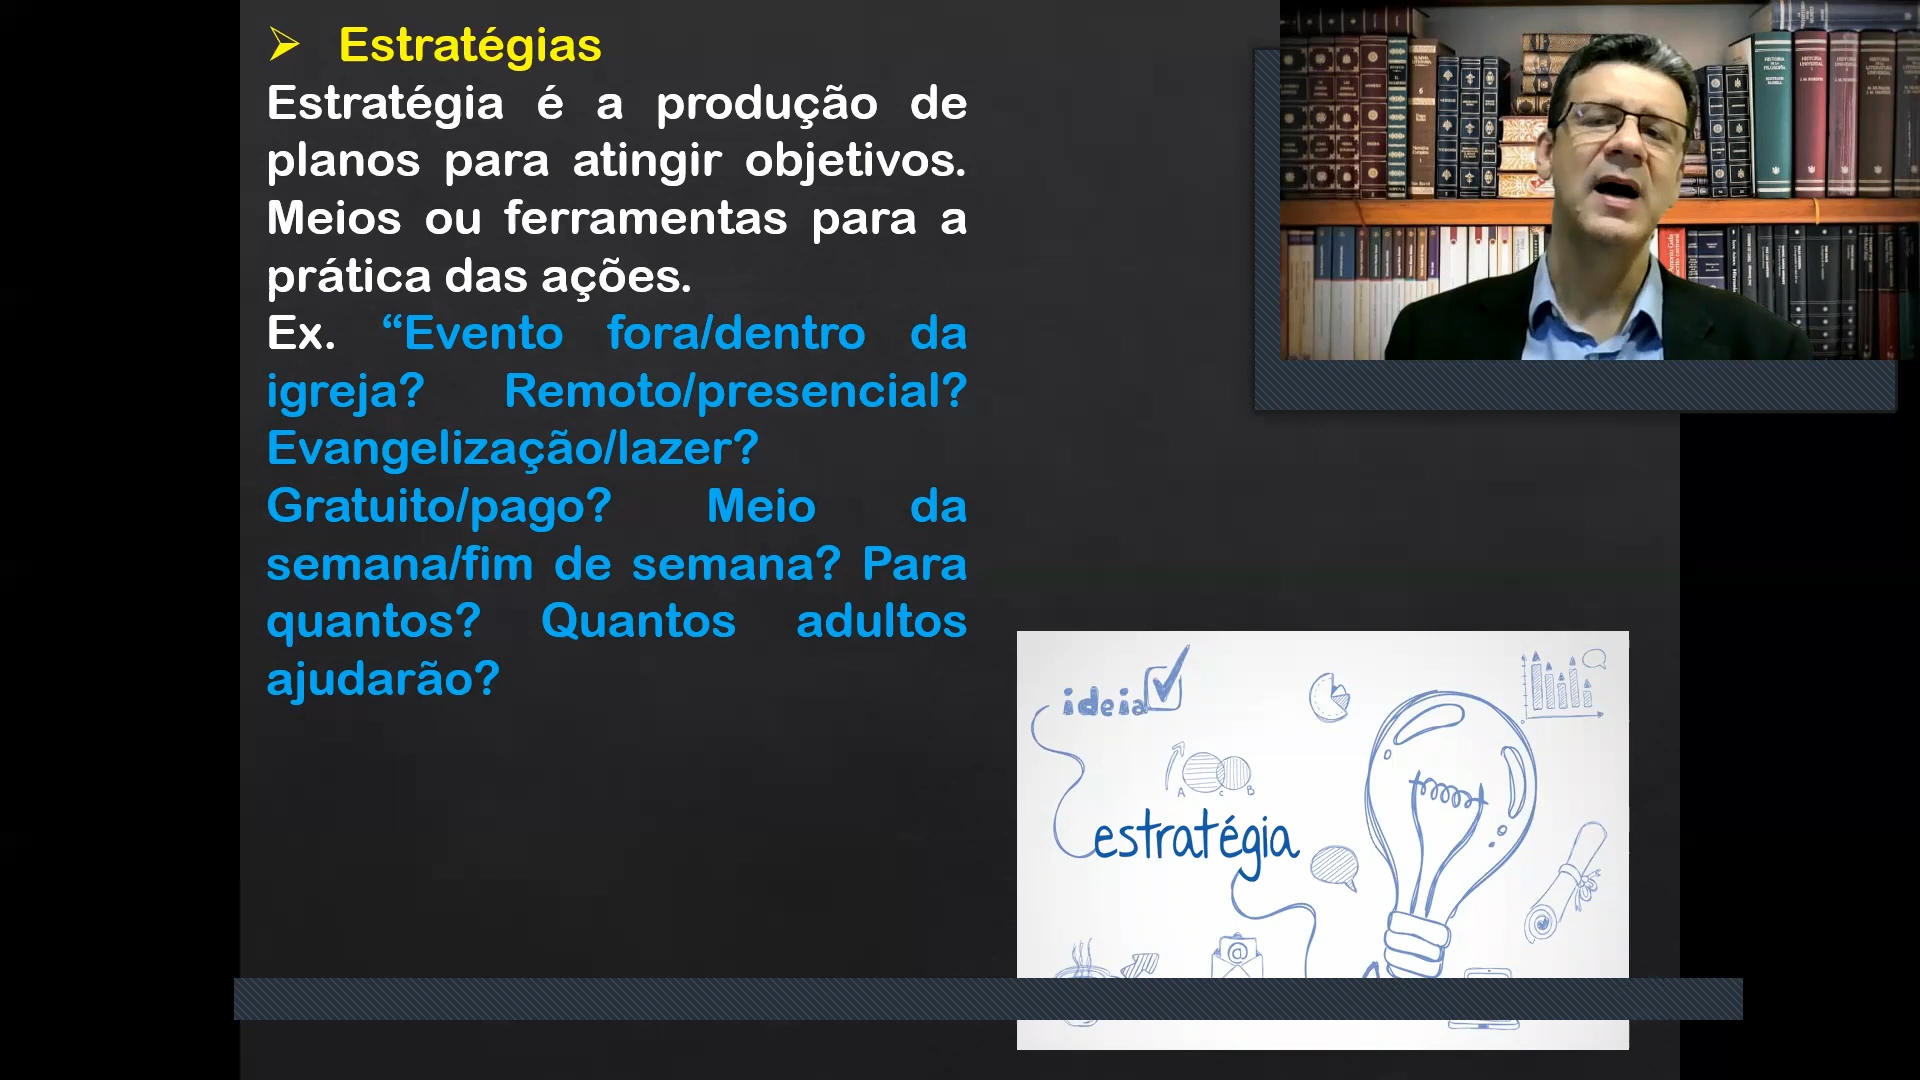 Estratégias
Estratégia é a produção de
planos para atingir objetivos.
Meios ou ferramentas para a
prática das ações.
Ex. “Evento fora/dentro da
igreja? Remoto/presencial?
Evangelização/lazer?
Gratuito/pago? Meio da
semana/fim de semana? Para
quantos? Quantos adultos
ajudarão?
ideia
A C B
estratégia
@